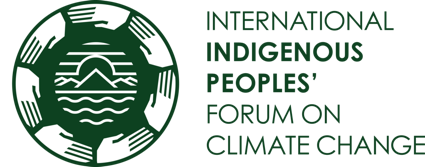 INTERNATIONAL
INDIGENOUS
PEOPLES’
FORUM ON
CLIMATE CHANGE